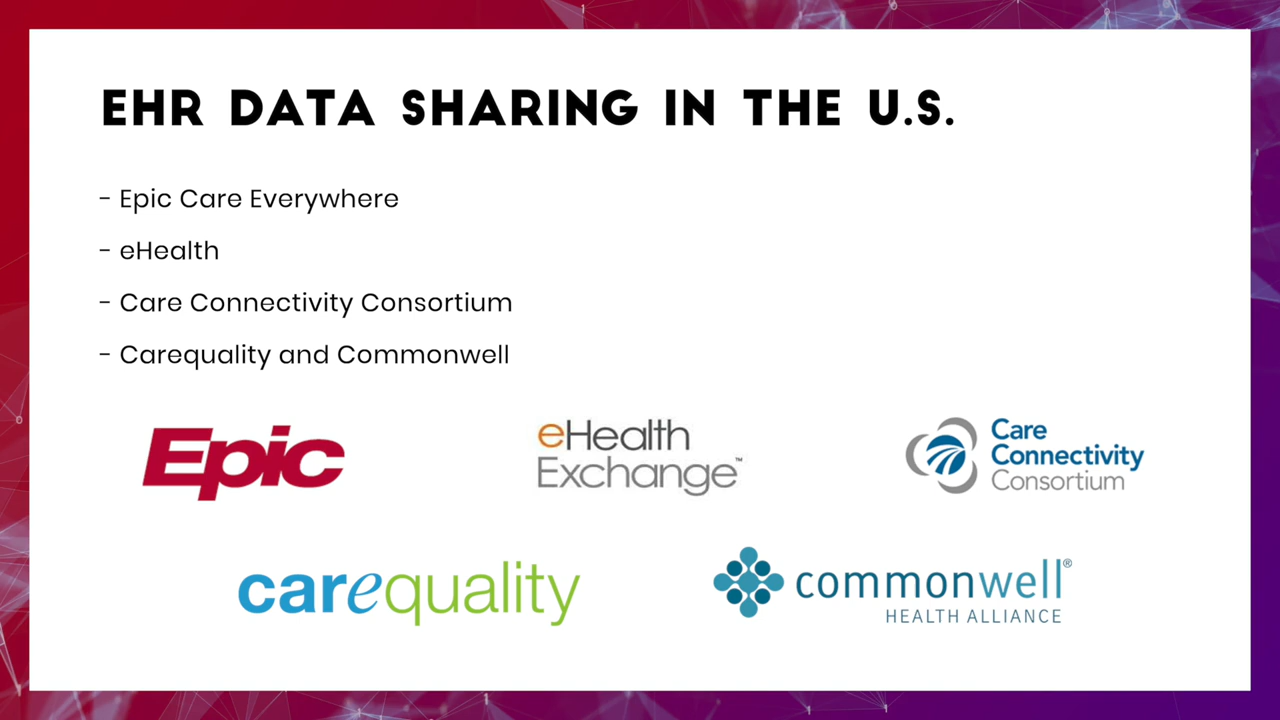 EHR DATA SHARING IN THE U.S.
- Epic Care Everywhere
- eHealth
- Care Connectivity Consortium
- Carequality and Commonwell
Epic
eHealth
Exchange™
Care
Connectivity
Consortium
carequality
commonwell®
HEALTH ALLIANCE